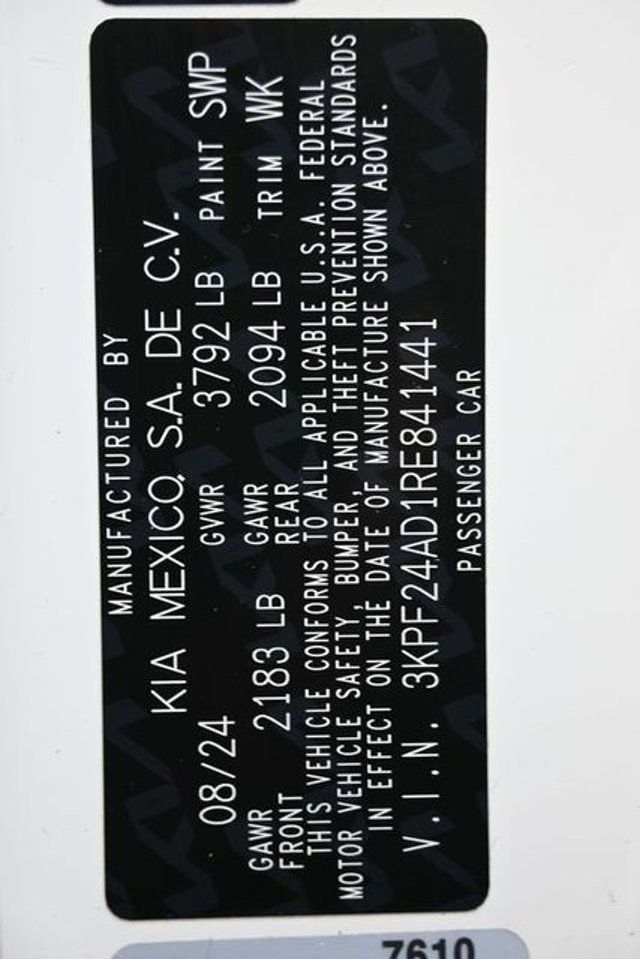 MANUFACTURED BY
KIA MEXICO, S.A. DE C.V.
08/24 GVWR 3792 LB PAINT SWP
GAWR FRONT 2183 LB GAWR REAR 2094 LB TRIM WK
THIS VEHICLE CONFORMS TO ALL APPLICABLE U.S.A. FEDERAL
MOTOR VEHICLE SAFETY, BUMPER, AND THEFT PREVENTION STANDARDS
IN EFFECT ON THE DATE OF MANUFACTURE SHOWN ABOVE.
V.I.N. 3KPF24AD1RE841441
PASSENGER CAR
7610